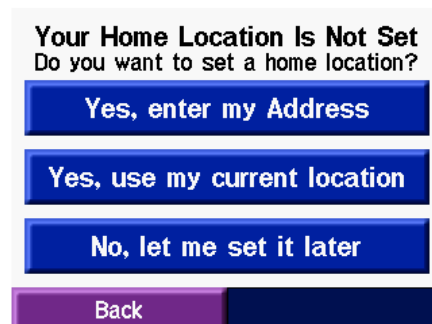 Your Home Location Is Not Set
Do you want to set a home location?
Yes, enter my Address
Yes, use my current location
No, let me set it later
Back